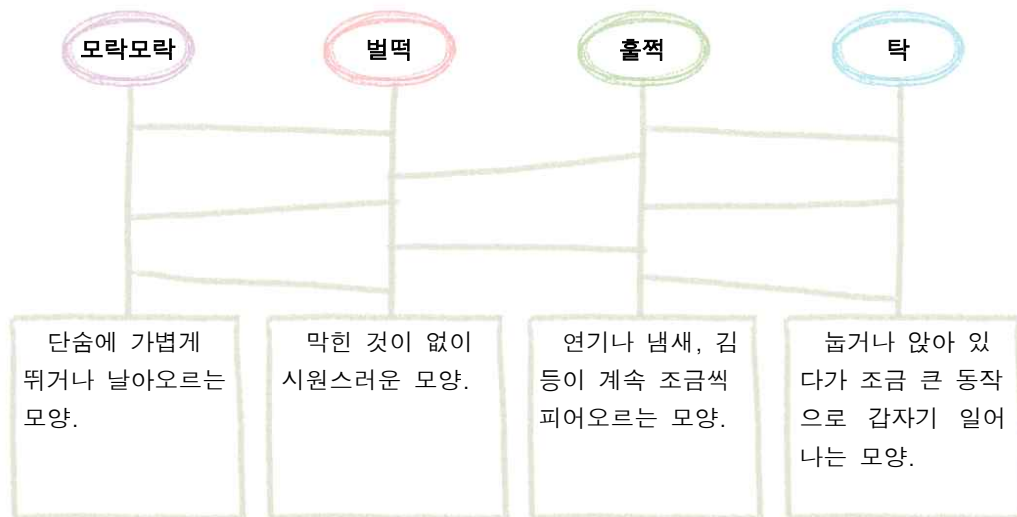 모락모락
벌떡
훌쩍
탁
단숨에 가볍게
뛰거나 날아오르는
모양.
막힌 것이 없이
시원스러운 모양.
연기나 냄새, 김
등이 계속 조금씩
피어오르는 모양.
눕거나 앉아 있
다가 조금 큰 동작
으로 갑자기 일어
나는 모양.